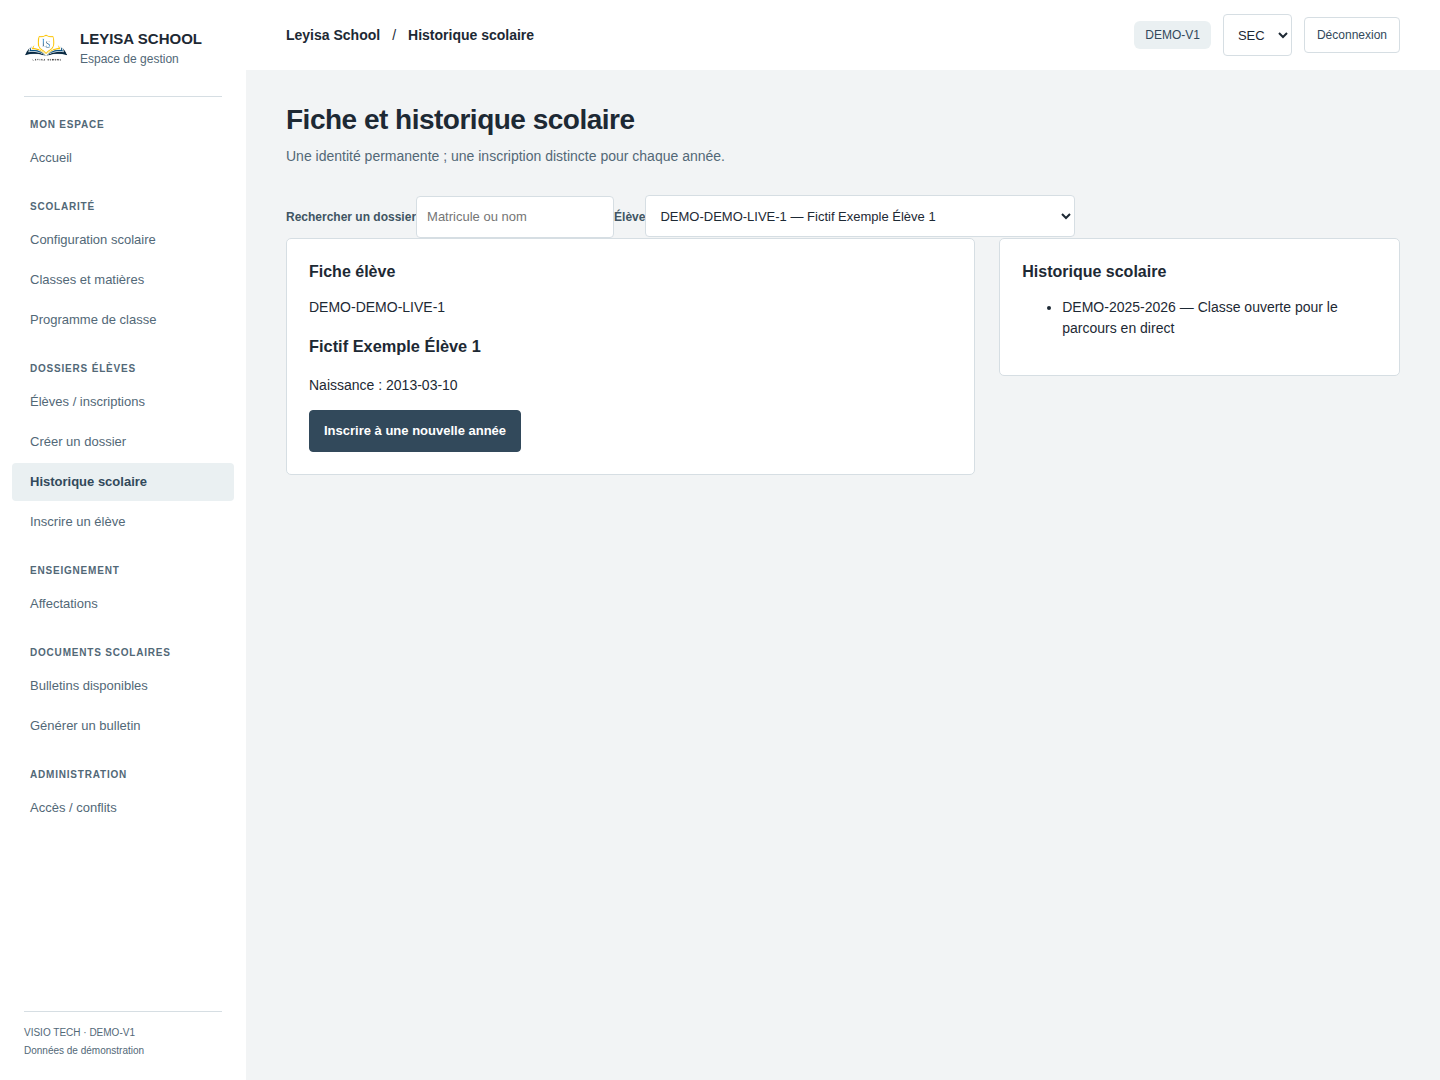 LEYISA SCHOOL
Espace de gestion
MON ESPACE
Accueil
SCOLARITÉ
Configuration scolaire
Classes et matières
Programme de classe
DOSSIERS ÉLÈVES
Élèves / inscriptions
Créer un dossier
Historique scolaire
Inscrire un élève
ENSEIGNEMENT
Affectations
DOCUMENTS SCOLAIRES
Bulletins disponibles
Générer un bulletin
ADMINISTRATION
Accès / conflits
VISIO TECH · DEMO-V1
Données de démonstration
Leyisa School / Historique scolaire
DEMO-V1
SEC
Déconnexion
Fiche et historique scolaire
Une identité permanente ; une inscription distincte pour chaque année.
Rechercher un dossier Matricule ou nom Élève DEMO-DEMO-LIVE-1 — Fictif Exemple Élève 1
Fiche élève
DEMO-DEMO-LIVE-1
Fictif Exemple Élève 1
Naissance : 2013-03-10
Inscrire à une nouvelle année
Historique scolaire
• DEMO-2025-2026 — Classe ouverte pour le
parcours en direct